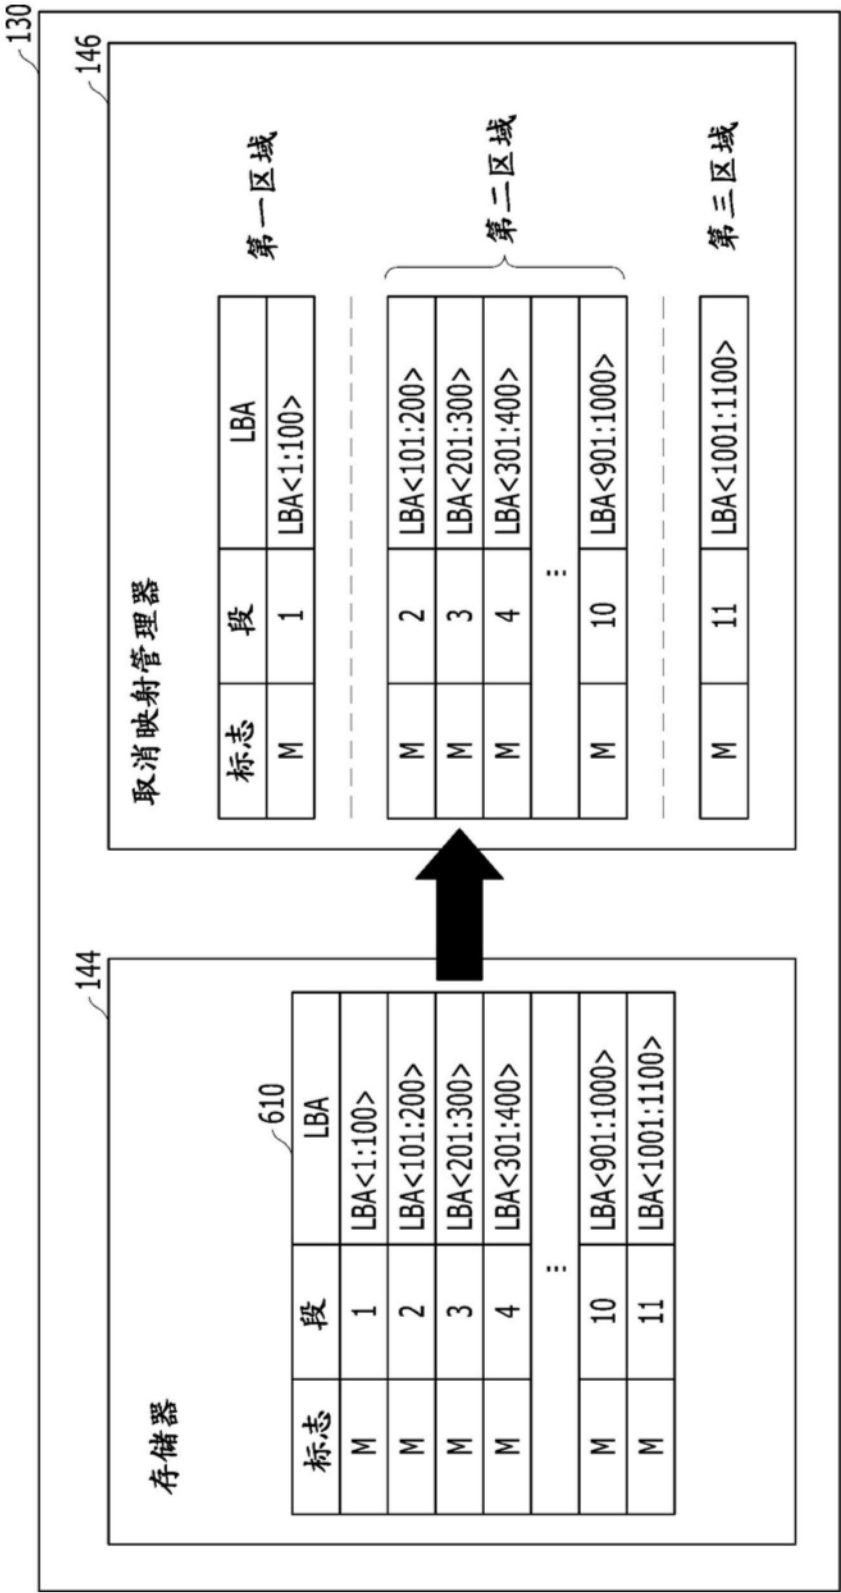 130
144
存储器
610
标志 段 LBA
M 1 LBA<1:100>
M 2 LBA<101:200>
M 3 LBA<201:300>
M 4 LBA<301:400>
⋮
M 10 LBA<901:1000>
M 11 LBA<1001:1100>
146
取消映射管理器
标志 段 LBA
M 1 LBA<1:100>
第一区域
M 2 LBA<101:200>
M 3 LBA<201:300>
M 4 LBA<301:400>
⋮
M 10 LBA<901:1000>
第二区域
M 11 LBA<1001:1100>
第三区域